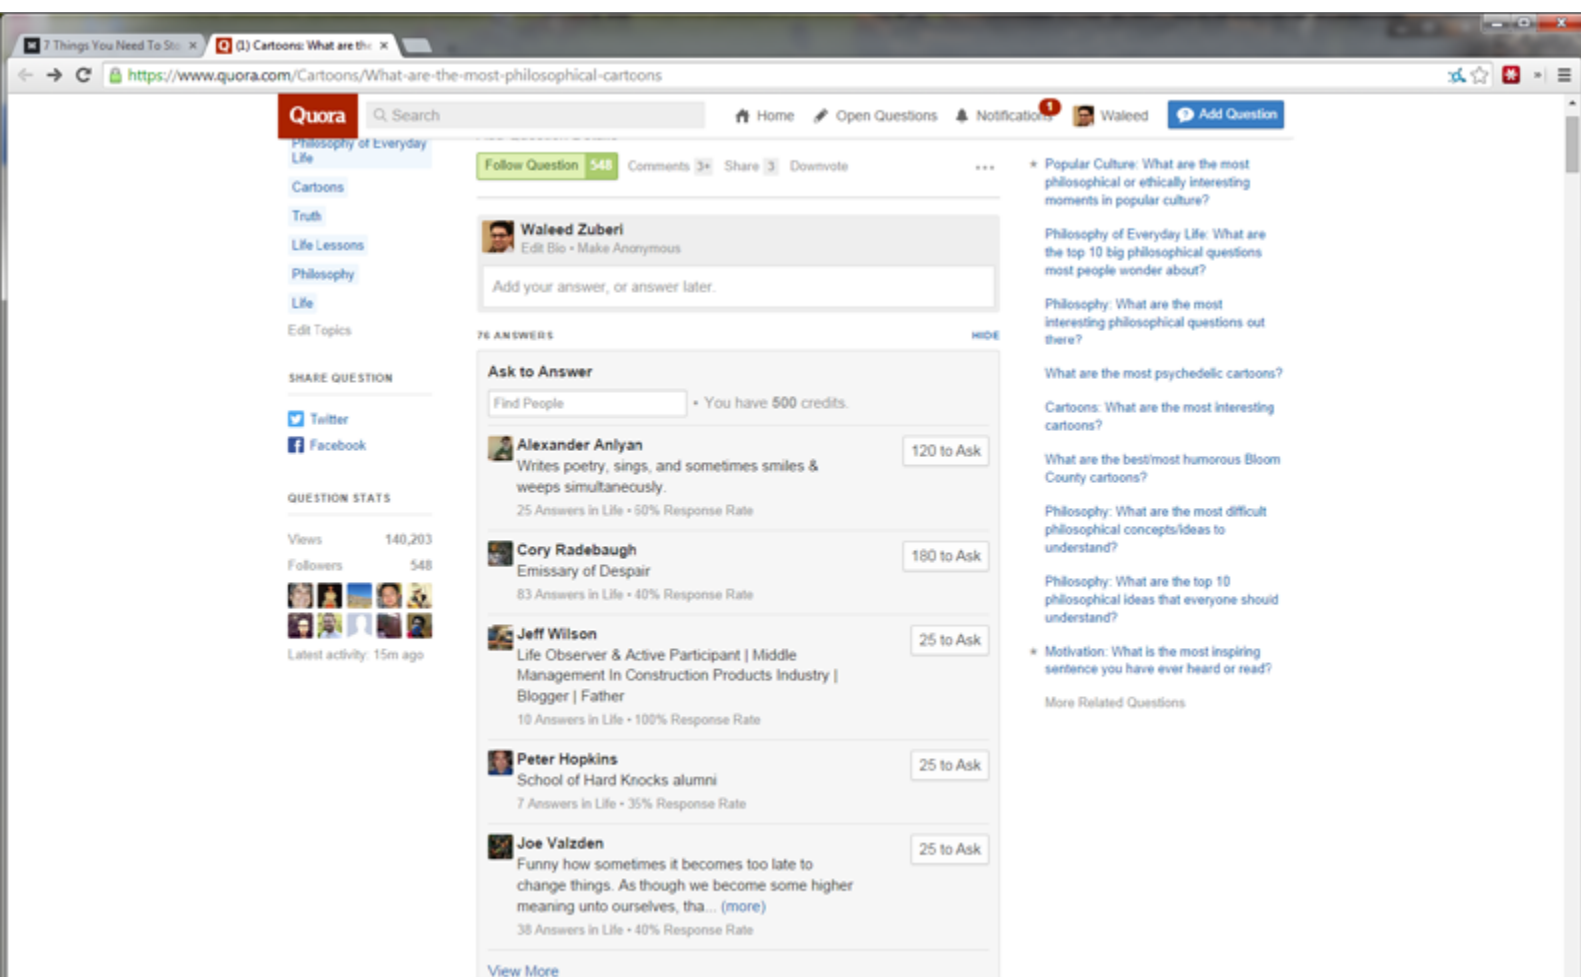 7 Things You Need To Sto
(1) Cartoons: What are the
https://www.quora.com/Cartoons/What-are-the-most-philosophical-cartoons
Quora
Search
Home
Open Questions
Notifications
1
Waleed
Add Question
Philosophy of Everyday
Life
Cartoons
Truth
Life Lessons
Philosophy
Life
Edit Topics
SHARE QUESTION
Twitter
Facebook
QUESTION STATS
Views 140,203
Followers 548
Latest activity: 15m ago
Follow Question 548 Comments 3+ Share 3 Downvote
Waleed Zuberi
Edit Bio • Make Anonymous
Add your answer, or answer later.
76 ANSWERS HIDE
Ask to Answer
Find People • You have 500 credits.
Alexander Anlyan
120 to Ask
Writes poetry, sings, and sometimes smiles &
weeps simultaneously.
25 Answers in Life • 50% Response Rate
Cory Radebaugh
180 to Ask
Emissary of Despair
83 Answers in Life • 40% Response Rate
Jeff Wilson
25 to Ask
Life Observer & Active Participant | Middle
Management In Construction Products Industry |
Blogger | Father
10 Answers in Life • 100% Response Rate
Peter Hopkins
25 to Ask
School of Hard Knocks alumni
7 Answers in Life • 35% Response Rate
Joe Valzden
25 to Ask
Funny how sometimes it becomes too late to
change things. As though we become some higher
meaning unto ourselves, tha... (more)
38 Answers in Life • 40% Response Rate
View More
Popular Culture: What are the most
philosophical or ethically interesting
moments in popular culture?
Philosophy of Everyday Life: What are
the top 10 big philosophical questions
most people wonder about?
Philosophy: What are the most
interesting philosophical questions out
there?
What are the most psychedelic cartoons?
Cartoons: What are the most interesting
cartoons?
What are the best/most humorous Bloom
County cartoons?
Philosophy: What are the most difficult
philosophical concepts/ideas to
understand?
Philosophy: What are the top 10
philosophical ideas that everyone should
understand?
Motivation: What is the most inspiring
sentence you have ever heard or read?
More Related Questions